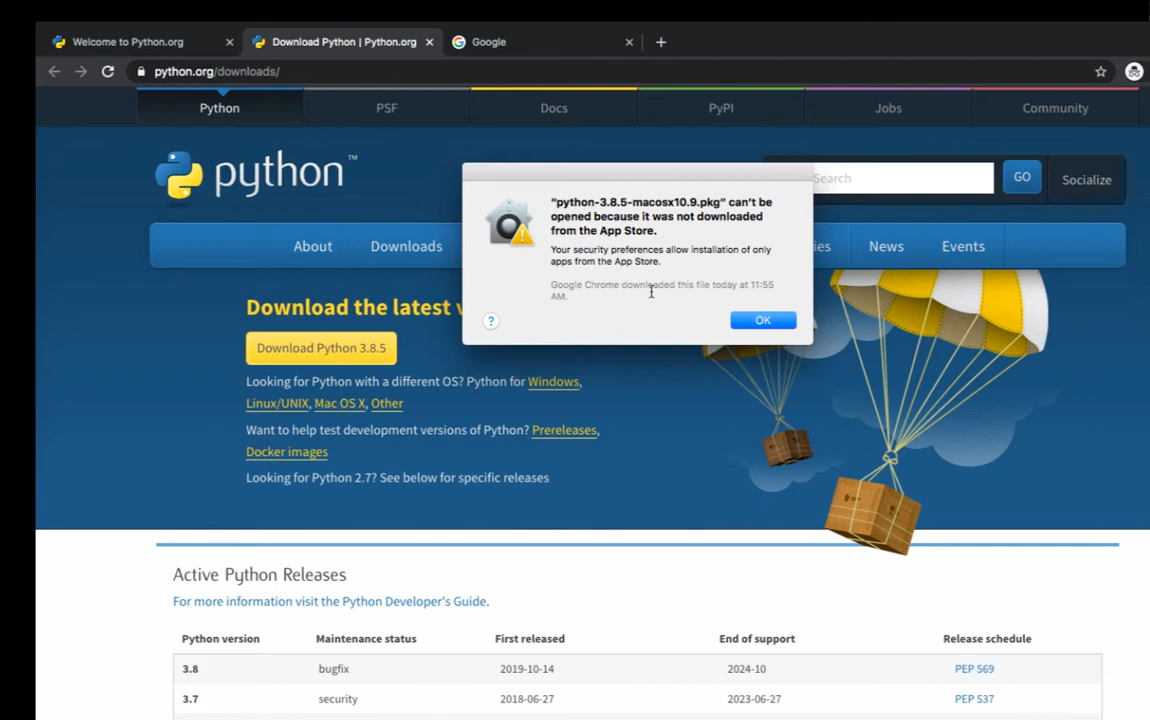 Welcome to Python.org
Download Python | Python.org
Google
python.org/downloads/
Python
PSF
Docs
PyPI
Jobs
Community
python™
Search
GO
Socialize
About
Downloads
ies
News
Events
"python-3.8.5-macosx10.9.pkg" can't be
opened because it was not downloaded
from the App Store.
Your security preferences allow installation of only
apps from the App Store.
Google Chrome downloaded this file today at 11:55
AM.
?
OK
Download the latest v
Download Python 3.8.5
Looking for Python with a different OS? Python for Windows,
Linux/UNIX, Mac OS X, Other
Want to help test development versions of Python? Prereleases,
Docker images
Looking for Python 2.7? See below for specific releases
Active Python Releases
For more information visit the Python Developer's Guide.
Python version Maintenance status First released End of support Release schedule
3.8 bugfix 2019-10-14 2024-10 PEP 569
3.7 security 2018-06-27 2023-06-27 PEP 537